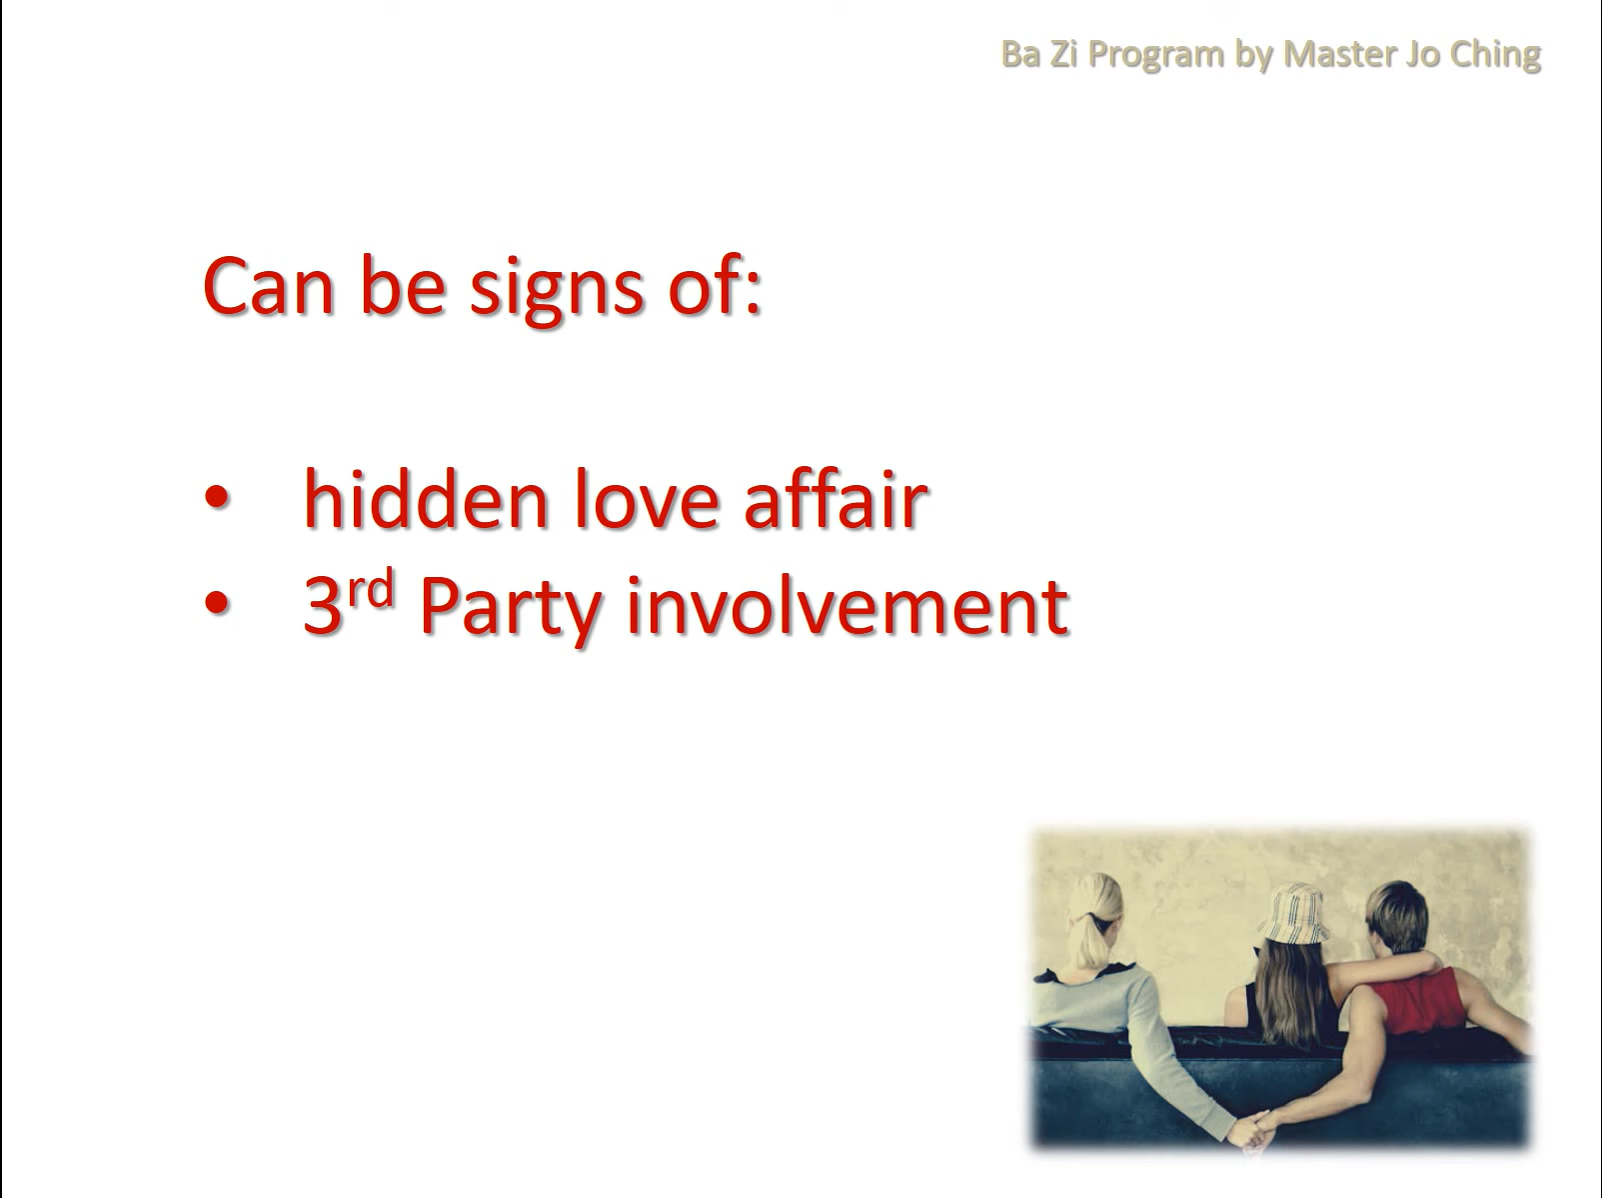 Ba Zi Program by Master Jo Ching
Can be signs of:
• hidden love affair
• 3rd Party involvement